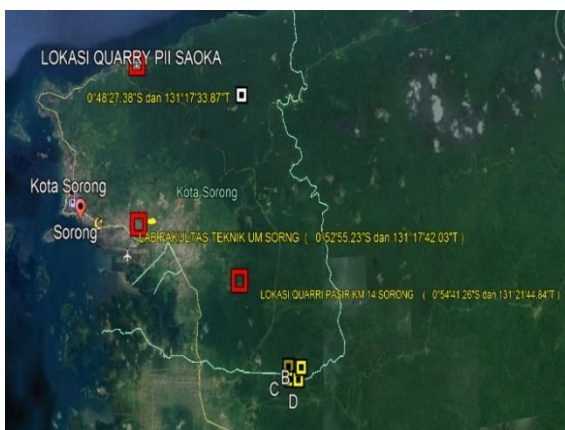 LOKASI QUARRY PII SAOKA
0°48'27.38"S dan 131°17'33.87"T
Kota Sorong
Kota Sorong
Sorong
LAB FAKULTAS TEKNIK UM SORNG ( 0°52'55.23"S dan 131°17'42.03"T )
LOKASI QUARRI PASIR KM 14 SORONG ( 0°54'41.26"S dan 131°21'44.84"T )
B
C
D